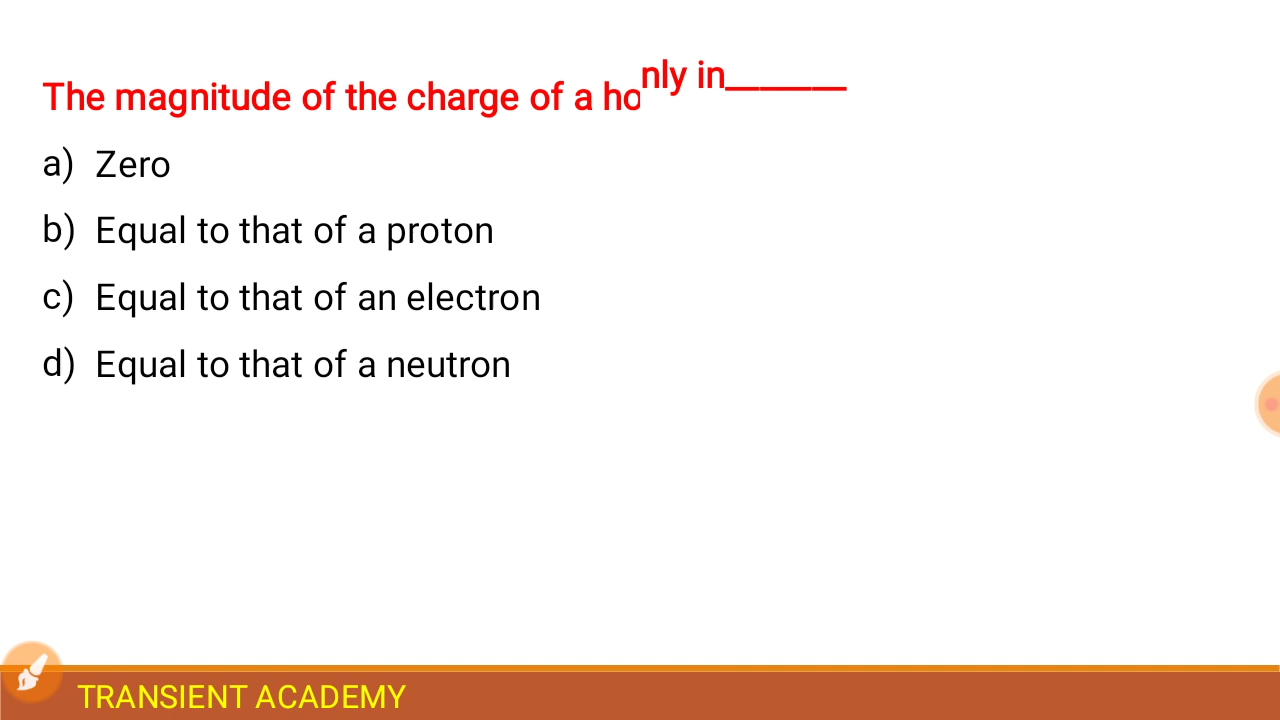 The magnitude of the charge of a ho
nly in_______
a) Zero
b) Equal to that of a proton
c) Equal to that of an electron
d) Equal to that of a neutron
TRANSIENT ACADEMY